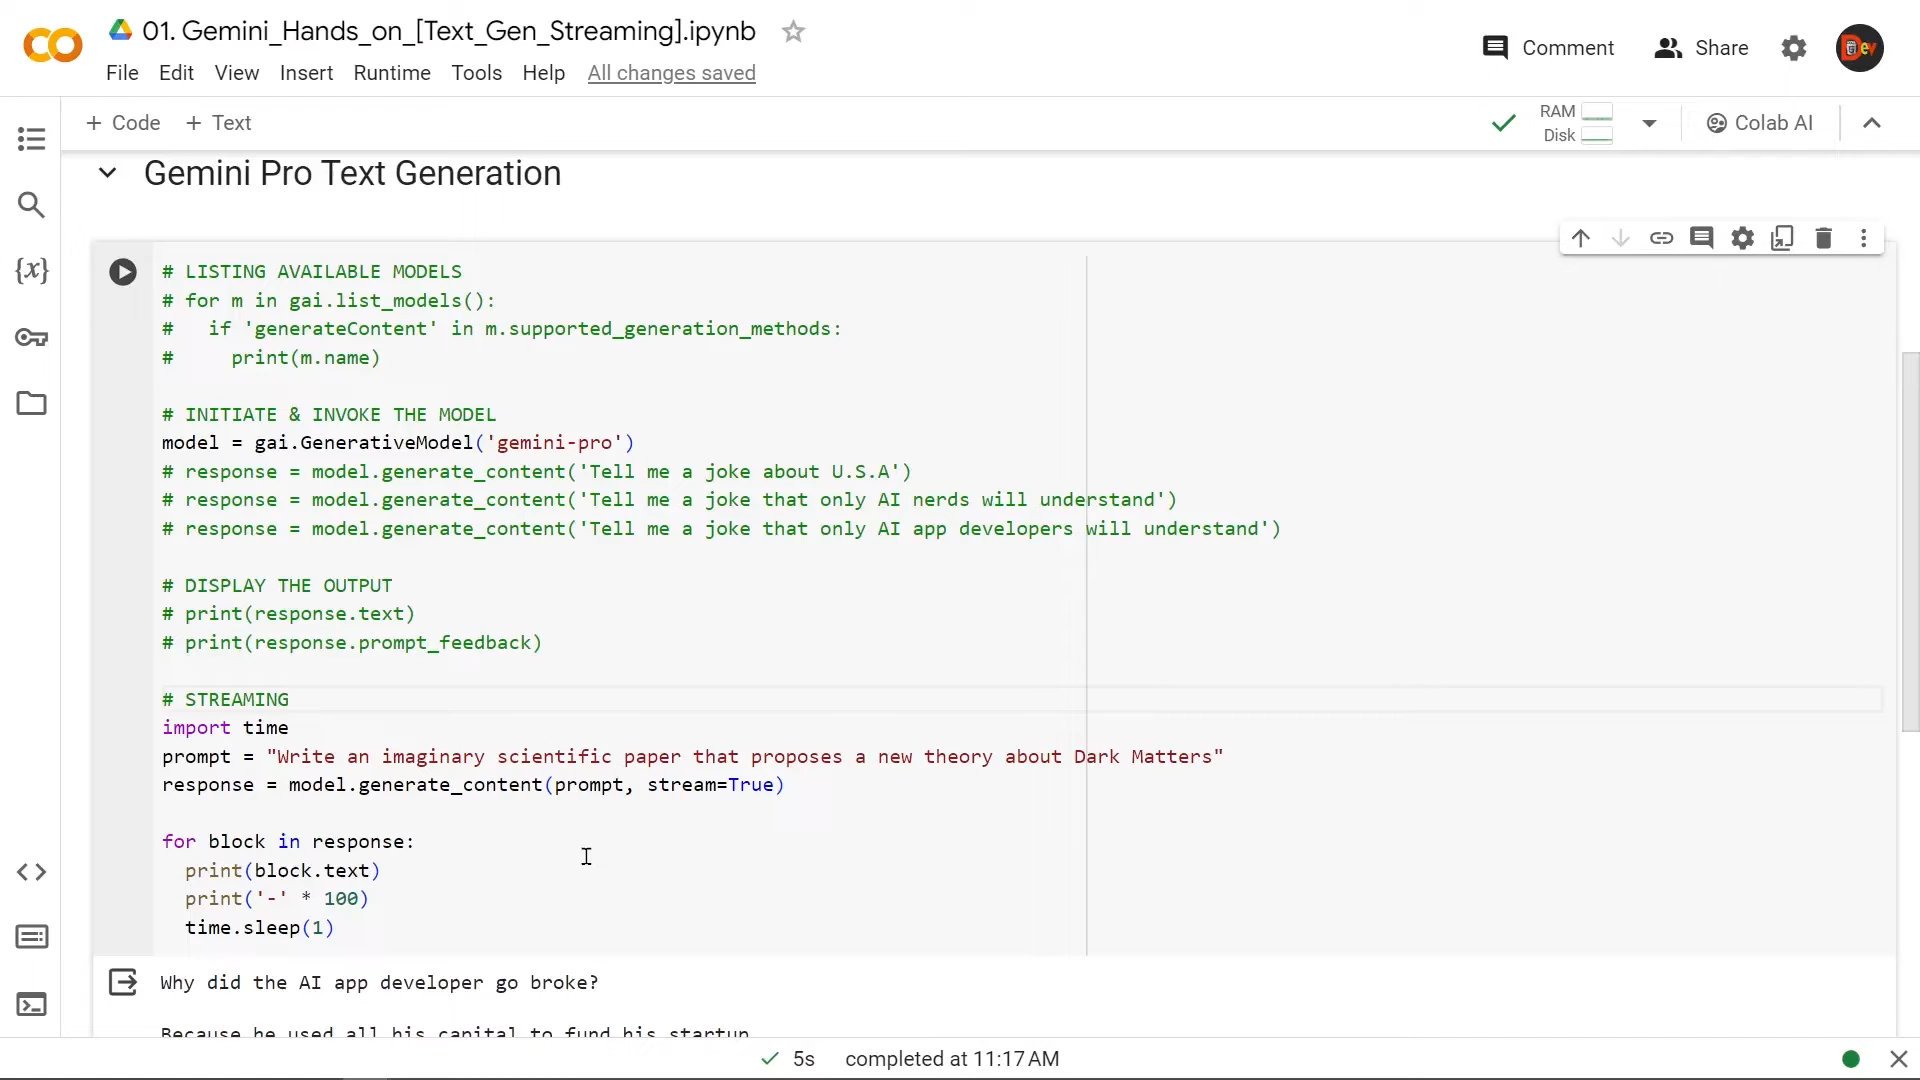 01. Gemini_Hands_on_[Text_Gen_Streaming].ipynb
File Edit View Insert Runtime Tools Help All changes saved
Comment Share
Dev
+ Code + Text
RAM
Disk
Colab AI
Gemini Pro Text Generation
{x}
# LISTING AVAILABLE MODELS
# for m in gai.list_models():
#   if 'generateContent' in m.supported_generation_methods:
#     print(m.name)
# INITIATE & INVOKE THE MODEL
model = gai.GenerativeModel('gemini-pro')
# response = model.generate_content('Tell me a joke about U.S.A')
# response = model.generate_content('Tell me a joke that only AI nerds will understand')
# response = model.generate_content('Tell me a joke that only AI app developers will understand')
# DISPLAY THE OUTPUT
# print(response.text)
# print(response.prompt_feedback)
# STREAMING
import time
prompt = "Write an imaginary scientific paper that proposes a new theory about Dark Matters"
response = model.generate_content(prompt, stream=True)
for block in response:
  print(block.text)
  print('-' * 100)
  time.sleep(1)
Why did the AI app developer go broke?
Because he used all his capital to fund his startup
5s completed at 11:17 AM